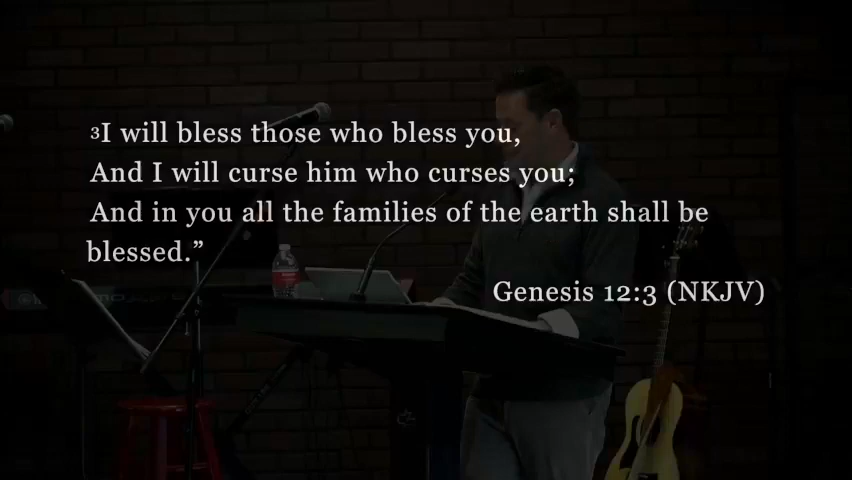 ³I will bless those who bless you,
And I will curse him who curses you;
And in you all the families of the earth shall be
blessed.”
Genesis 12:3 (NKJV)